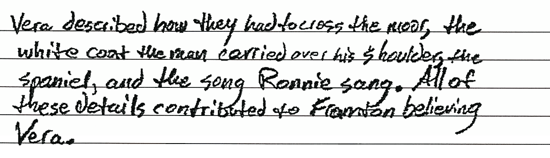 Vera described how they had to cross the moor, the
white coat the man carried over his shoulder, the
spaniel, and the song Ronnie sang. All of
these details contributed to Framton believing
Vera.